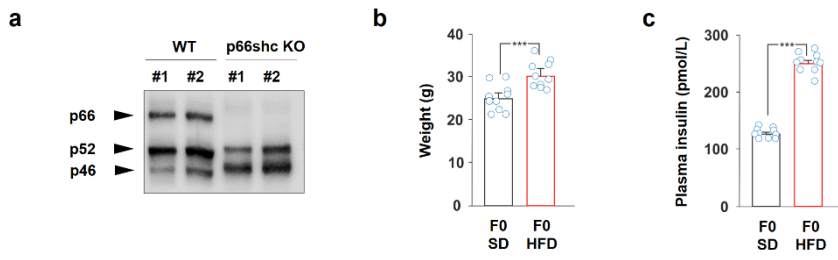 a
WT p66shc KO
#1 #2 #1 #2
p66
p52
p46
b
Weight (g)
40
30
20
10
0
***
F0 F0
SD HFD
c
Plasma insulin (pmol/L)
300
200
100
0
***
F0 F0
SD HFD